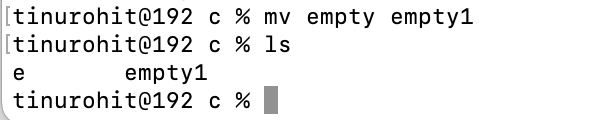 [tinurohit@192 c % mv empty empty1
[tinurohit@192 c % ls
e empty1
tinurohit@192 c %